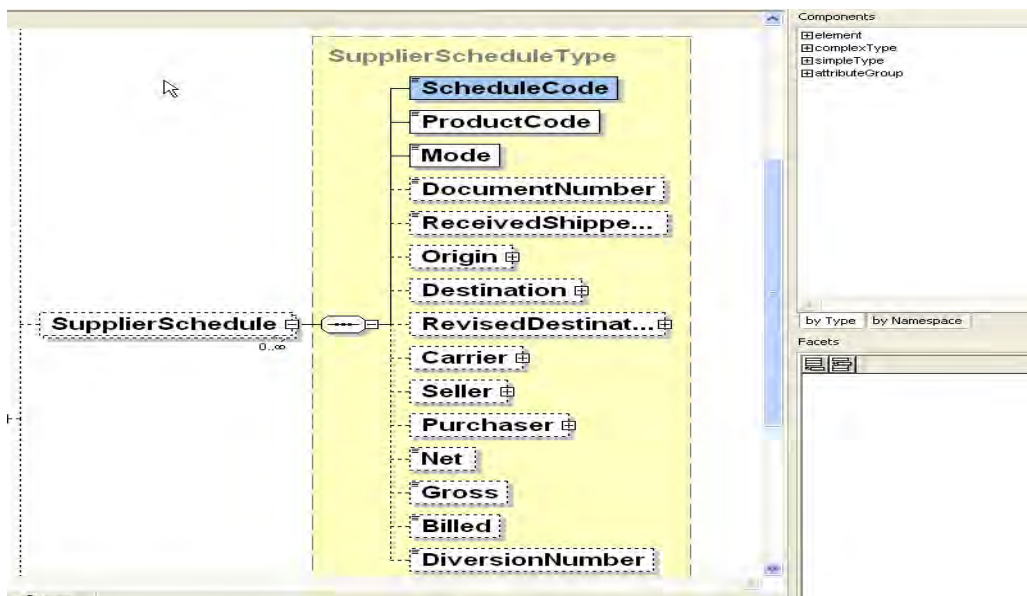 SupplierScheduleType
ScheduleCode
ProductCode
Mode
DocumentNumber
ReceivedShippe...
Origin
Destination
SupplierSchedule
0..∞
RevisedDestinat...
Carrier
Seller
Purchaser
Net
Gross
Billed
DiversionNumber
Components
element
complexType
simpleType
attributeGroup
by Type by Namespace
Facets